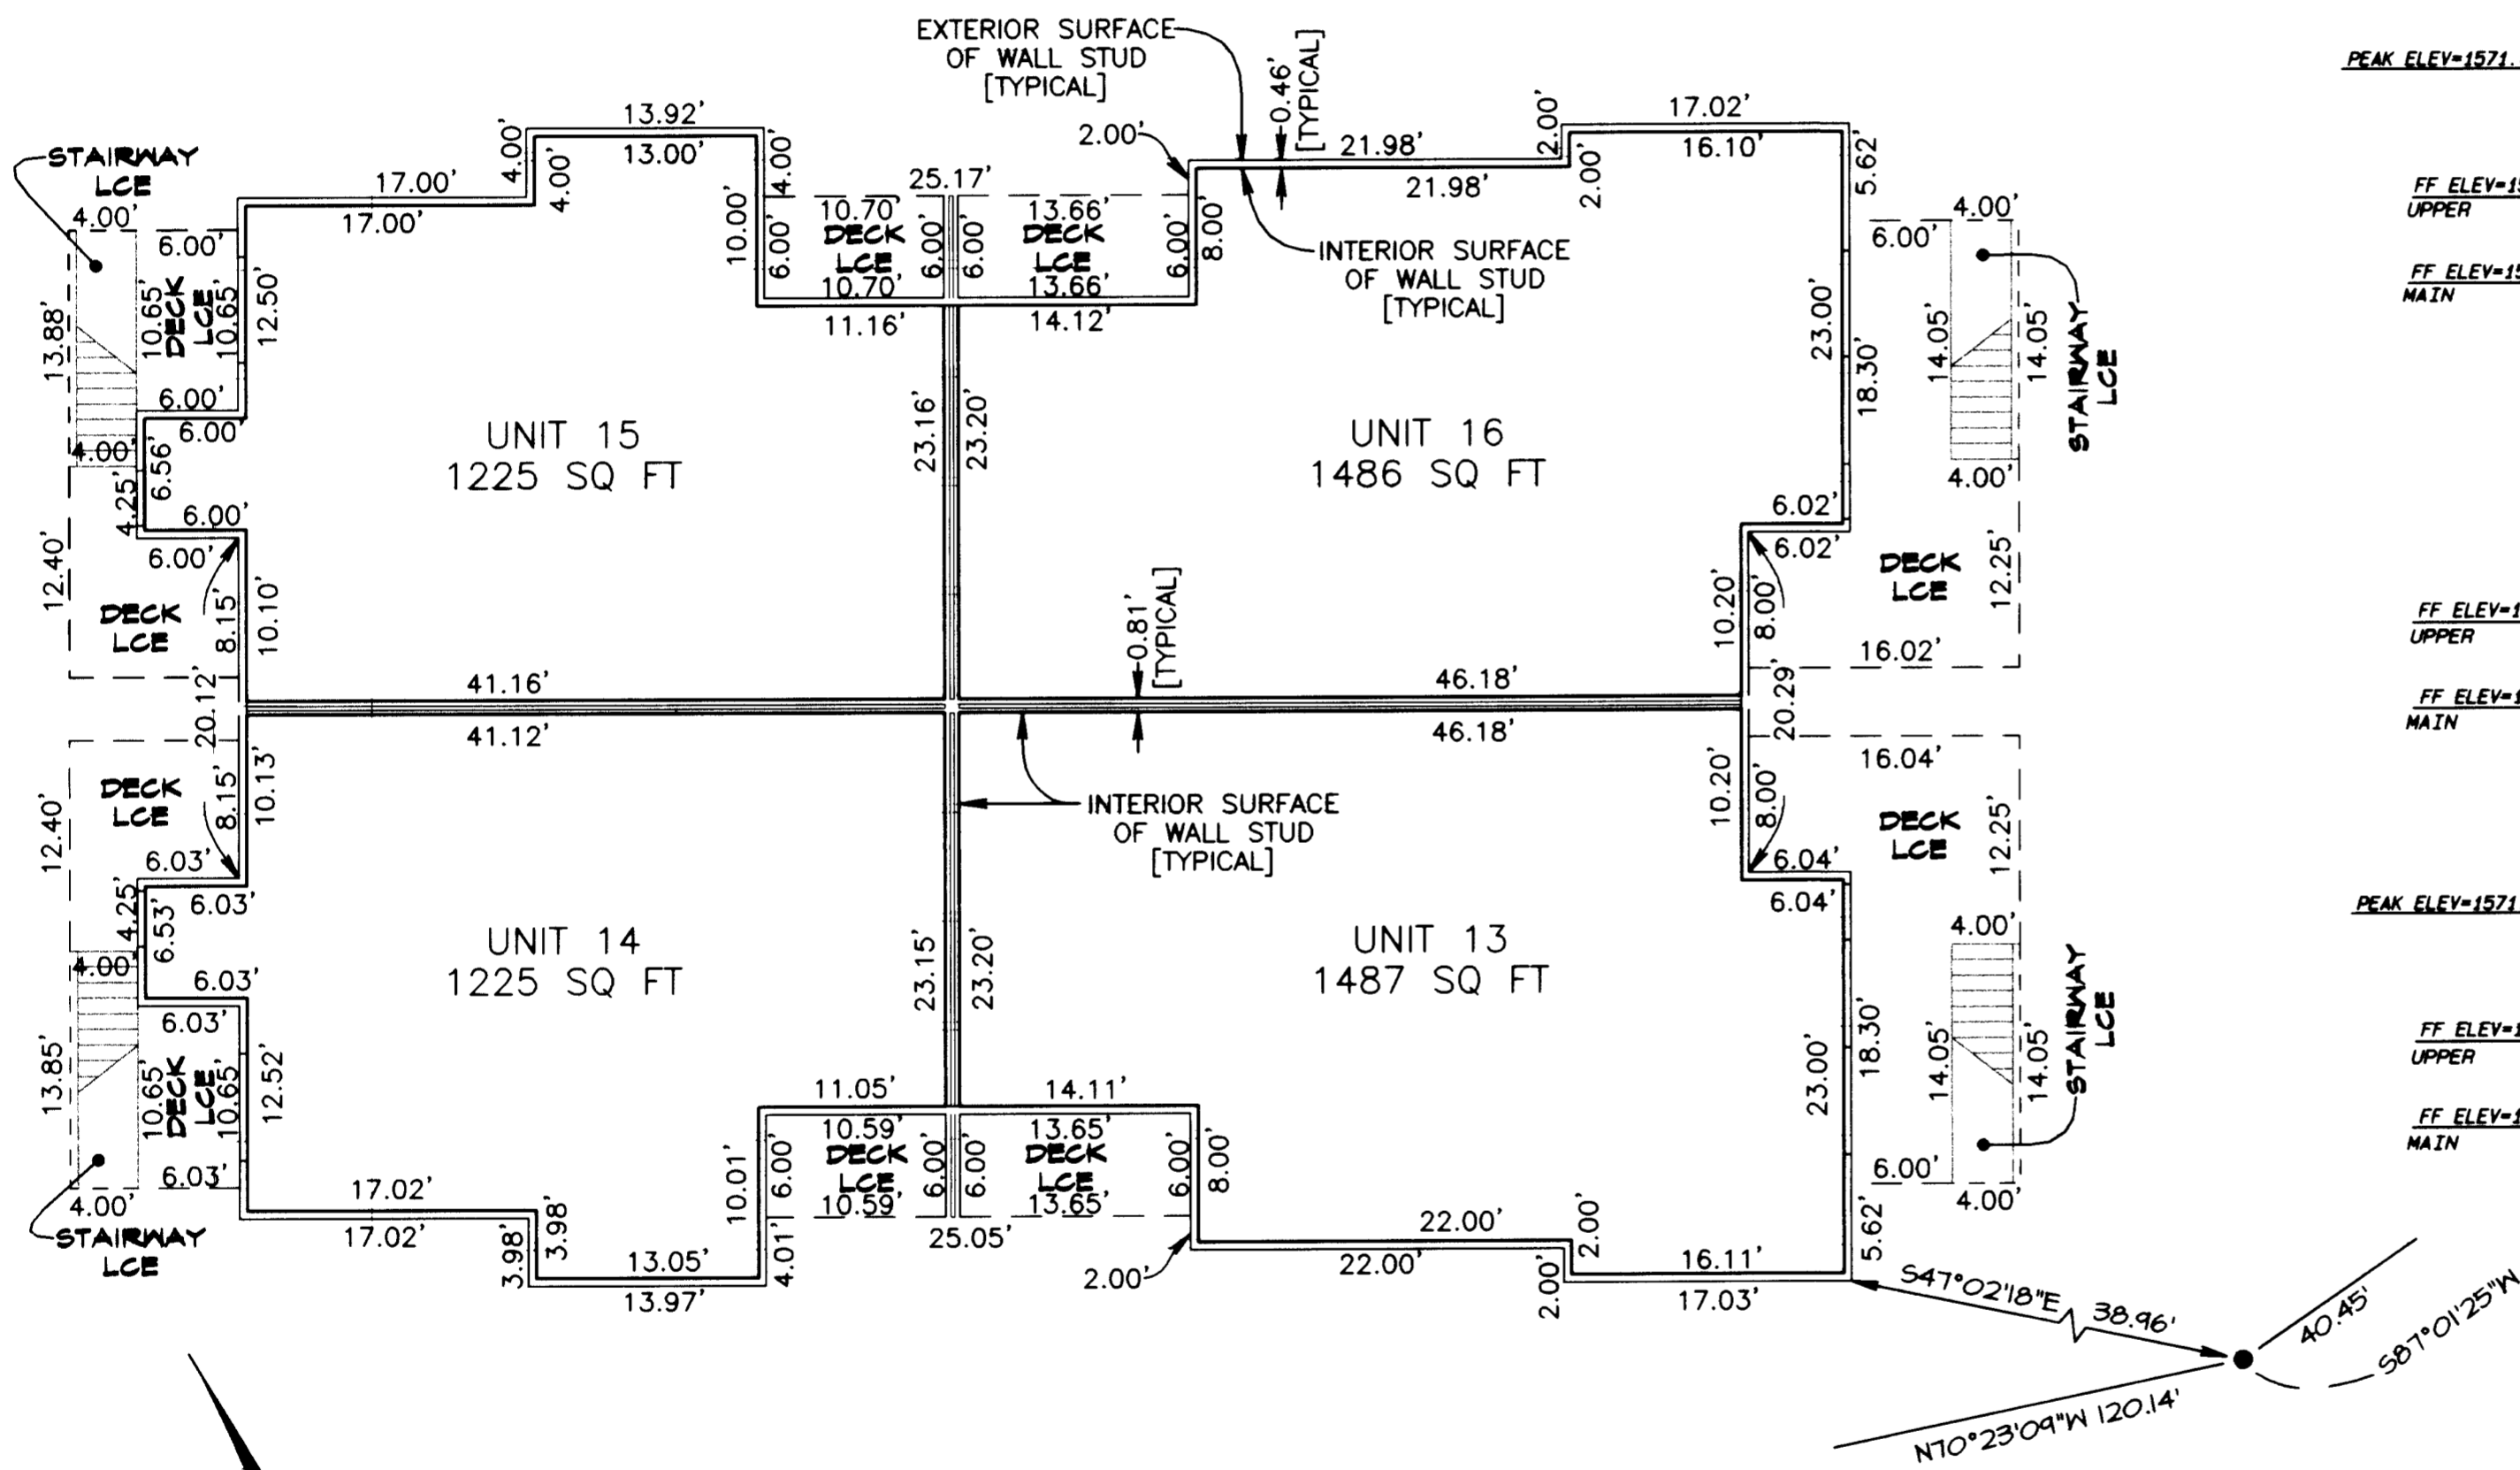 EXTERIOR SURFACE
OF WALL STUD
[TYPICAL]
0.46'
[TYPICAL]
PEAK ELEV=1571.
13.92'
13.00'
4.00'
4.00'
4.00'
2.00'
21.98'
21.98'
2.00'
2.00'
17.02'
16.10'
5.62'
STAIRWAY
LCE
4.00'
6.00'
17.00'
17.00'
25.17'
10.00'
6.00'
10.70'
DECK
LCE
10.70'
6.00'
6.00'
13.66'
DECK
LCE
13.66'
6.00'
8.00'
11.16'
14.12'
INTERIOR SURFACE
OF WALL STUD
[TYPICAL]
4.00'
6.00'
FF ELEV=15
UPPER
FF ELEV=15
MAIN
13.88'
10.65'
DECK
LCE
10.65'
12.50'
6.00'
6.00'
4.00'
4.25'
6.56'
6.00'
6.00'
UNIT 15
1225 SQ FT
23.16'
23.20'
UNIT 16
1486 SQ FT
23.00'
18.30'
14.05'
14.05'
STAIRWAY
LCE
4.00'
6.02'
6.02'
12.40'
DECK
LCE
8.15'
10.10'
0.81'
[TYPICAL]
10.20'
8.00'
DECK
LCE
12.25'
16.02'
FF ELEV=1
UPPER
20.12'
41.16'
41.12'
46.18'
46.18'
20.29'
16.04'
FF ELEV=1
MAIN
12.40'
DECK
LCE
8.15'
10.13'
INTERIOR SURFACE
OF WALL STUD
[TYPICAL]
10.20'
8.00'
DECK
LCE
12.25'
6.03'
6.03'
6.04'
6.04'
PEAK ELEV=1571
4.25'
6.53'
4.00'
6.03'
6.03'
UNIT 14
1225 SQ FT
23.15'
23.20'
UNIT 13
1487 SQ FT
4.00'
13.85'
10.65'
DECK
LCE
10.65'
12.52'
23.00'
18.30'
14.05'
14.05'
STAIRWAY
LCE
FF ELEV=1
UPPER
FF ELEV=1
MAIN
11.05'
14.11'
10.01'
6.00'
10.59'
DECK
LCE
10.59'
6.00'
6.00'
13.65'
DECK
LCE
13.65'
6.00'
8.00'
6.03'
4.00'
STAIRWAY
LCE
17.02'
17.02'
3.98'
3.98'
13.05'
13.97'
4.01'
25.05'
2.00'
22.00'
22.00'
2.00'
2.00'
16.11'
17.03'
5.62'
6.00'
4.00'
S47°02'18"E 38.96'
40.45'
S87°01'25"W
N70°23'09"W 120.14'